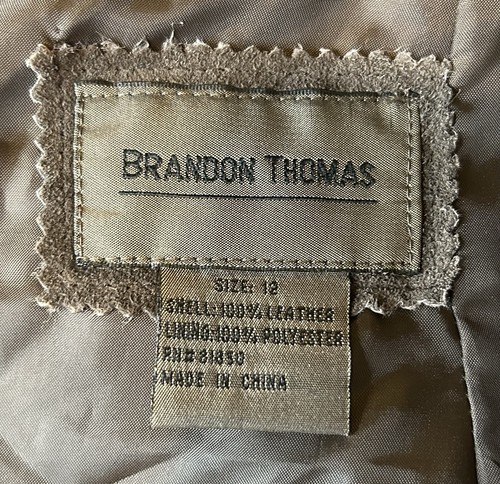 BRANDON THOMAS
SIZE: 12
SHELL: 100% LEATHER
LINING: 100% POLYESTER
RN# 81850
MADE IN CHINA